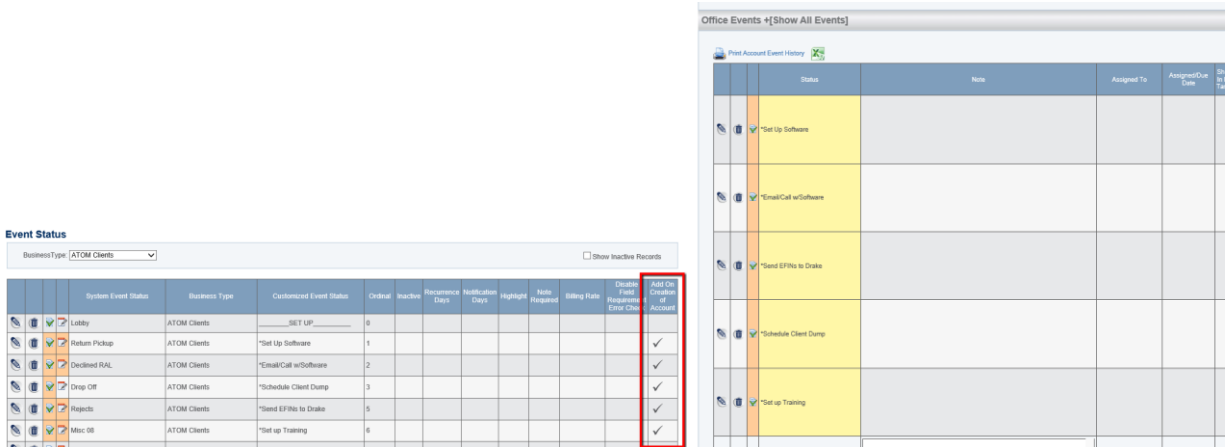 Event Status
BusinessType: ATOM Clients
Show Inactive Records
System Event Status Business Type Customized Event Status Ordinal Inactive Recurrence Days Notification Days Highlight Note Required Billing Rate Disable Field Requirement Error Check Add On Creation of Account
Lobby ATOM Clients _________SET UP__________ 0
Return Pickup ATOM Clients *Set Up Software 1
Declined RAL ATOM Clients *Email/Call w/Software 2
Drop Off ATOM Clients *Schedule Client Dump 3
Rejects ATOM Clients *Send EFINs to Drake 5
Misc 08 ATOM Clients *Set up Training 6
Office Events +[Show All Events]
Print Account Event History
Status Note Assigned To Assigned/Due Date
*Set Up Software
*Email/Call w/Software
*Send EFINs to Drake
*Schedule Client Dump
*Set up Training